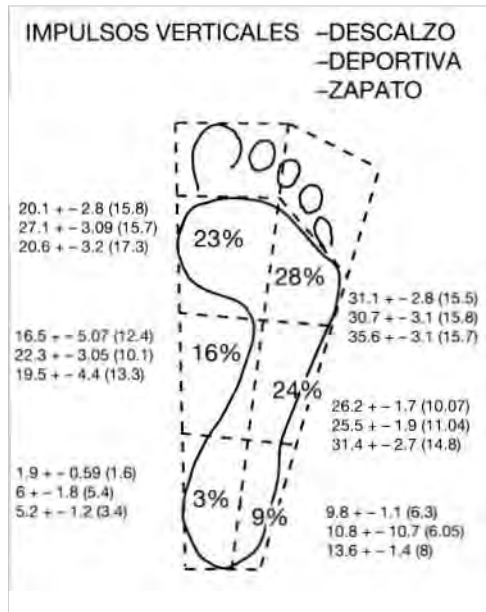 IMPULSOS VERTICALES –DESCALZO
–DEPORTIVA
–ZAPATO
20.1 + – 2.8 (15.8)
27.1 + – 3.09 (15.7)
20.6 + – 3.2 (17.3)
23%
28%
31.1 + – 2.8 (15.5)
30.7 + – 3.1 (15.8)
35.6 + – 3.1 (15.7)
16.5 + – 5.07 (12.4)
22.3 + – 3.05 (10.1)
19.5 + – 4.4 (13.3)
16%
24%
26.2 + – 1.7 (10.07)
25.5 + – 1.9 (11.04)
31.4 + – 2.7 (14.8)
1.9 + – 0.59 (1.6)
6 + – 1.8 (5.4)
5.2 + – 1.2 (3.4)
3%
9%
9.8 + – 1.1 (6.3)
10.8 + – 10.7 (6.05)
13.6 + – 1.4 (8)